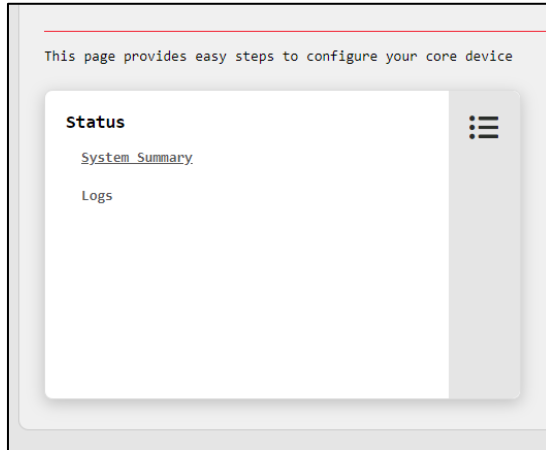 This page provides easy steps to configure your core device
Status
System Summary
Logs